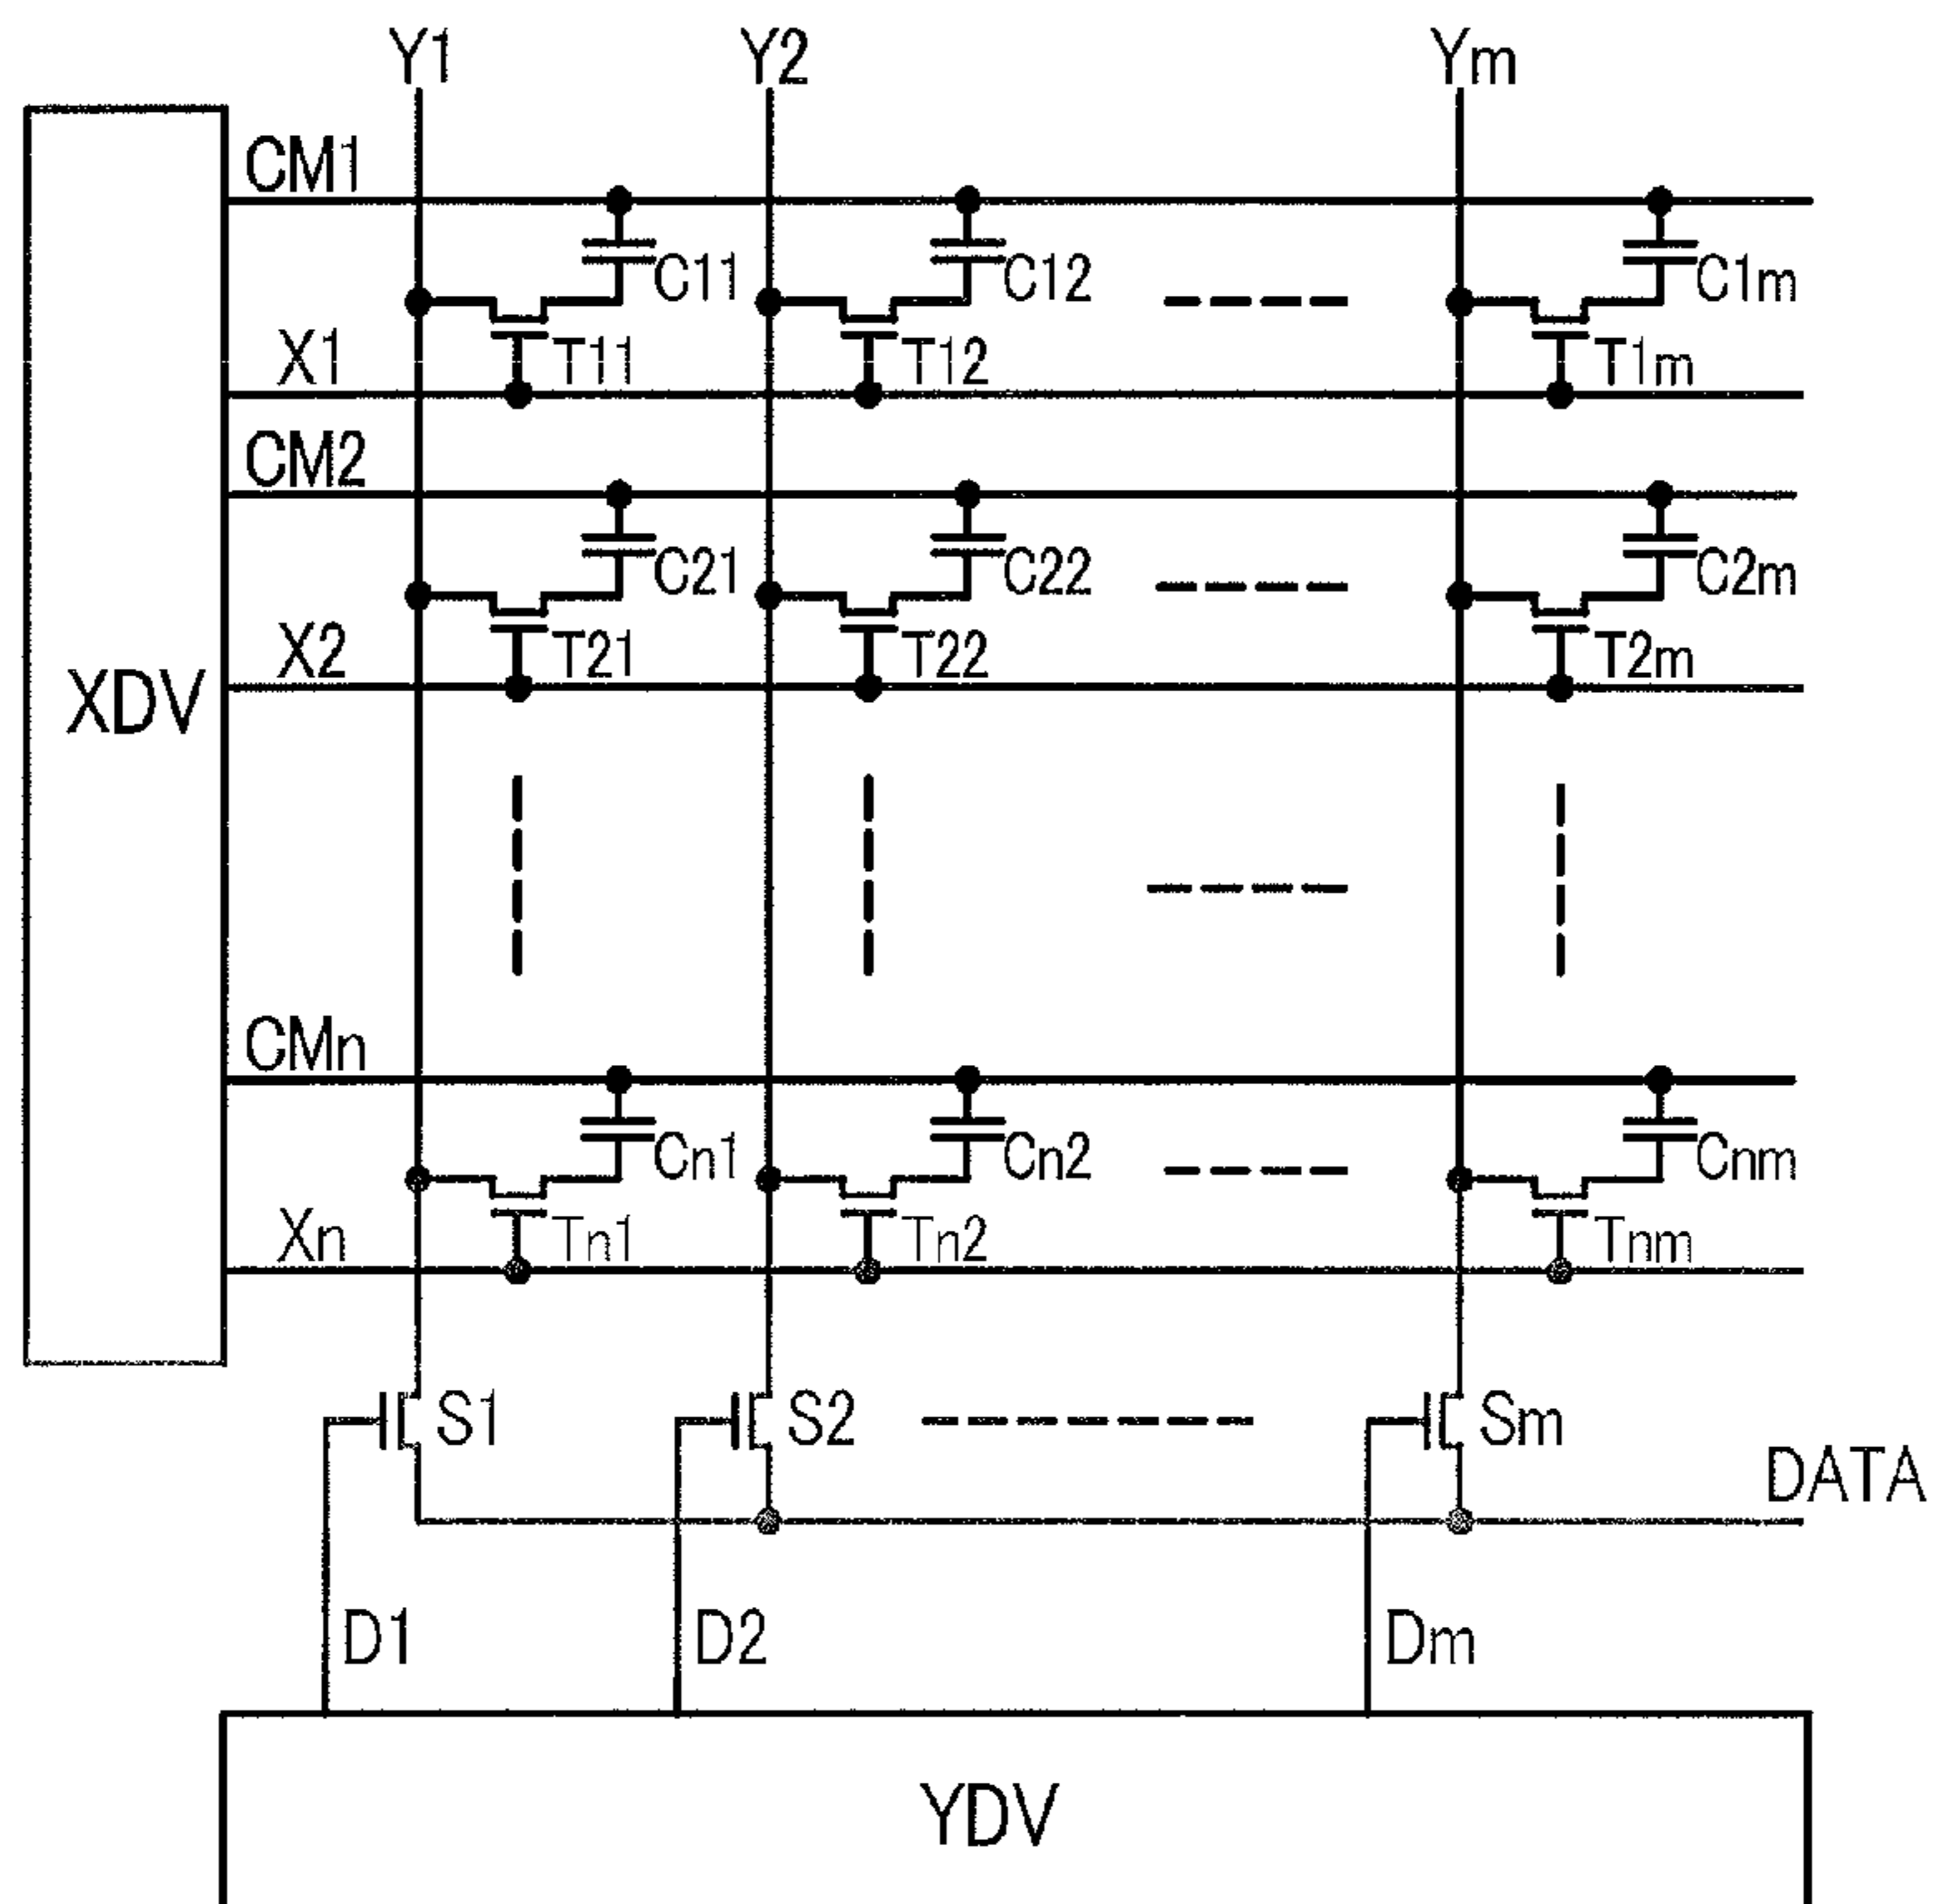 Y1 Y2 Ym
CM1
C11 C12 C1m
X1 T11 T12 T1m
CM2
C21 C22 C2m
X2 T21 T22 T2m
XDV
CMn
Cn1 Cn2 Cnm
Xn Tn1 Tn2 Tnm
S1 S2 Sm
DATA
D1 D2 Dm
YDV